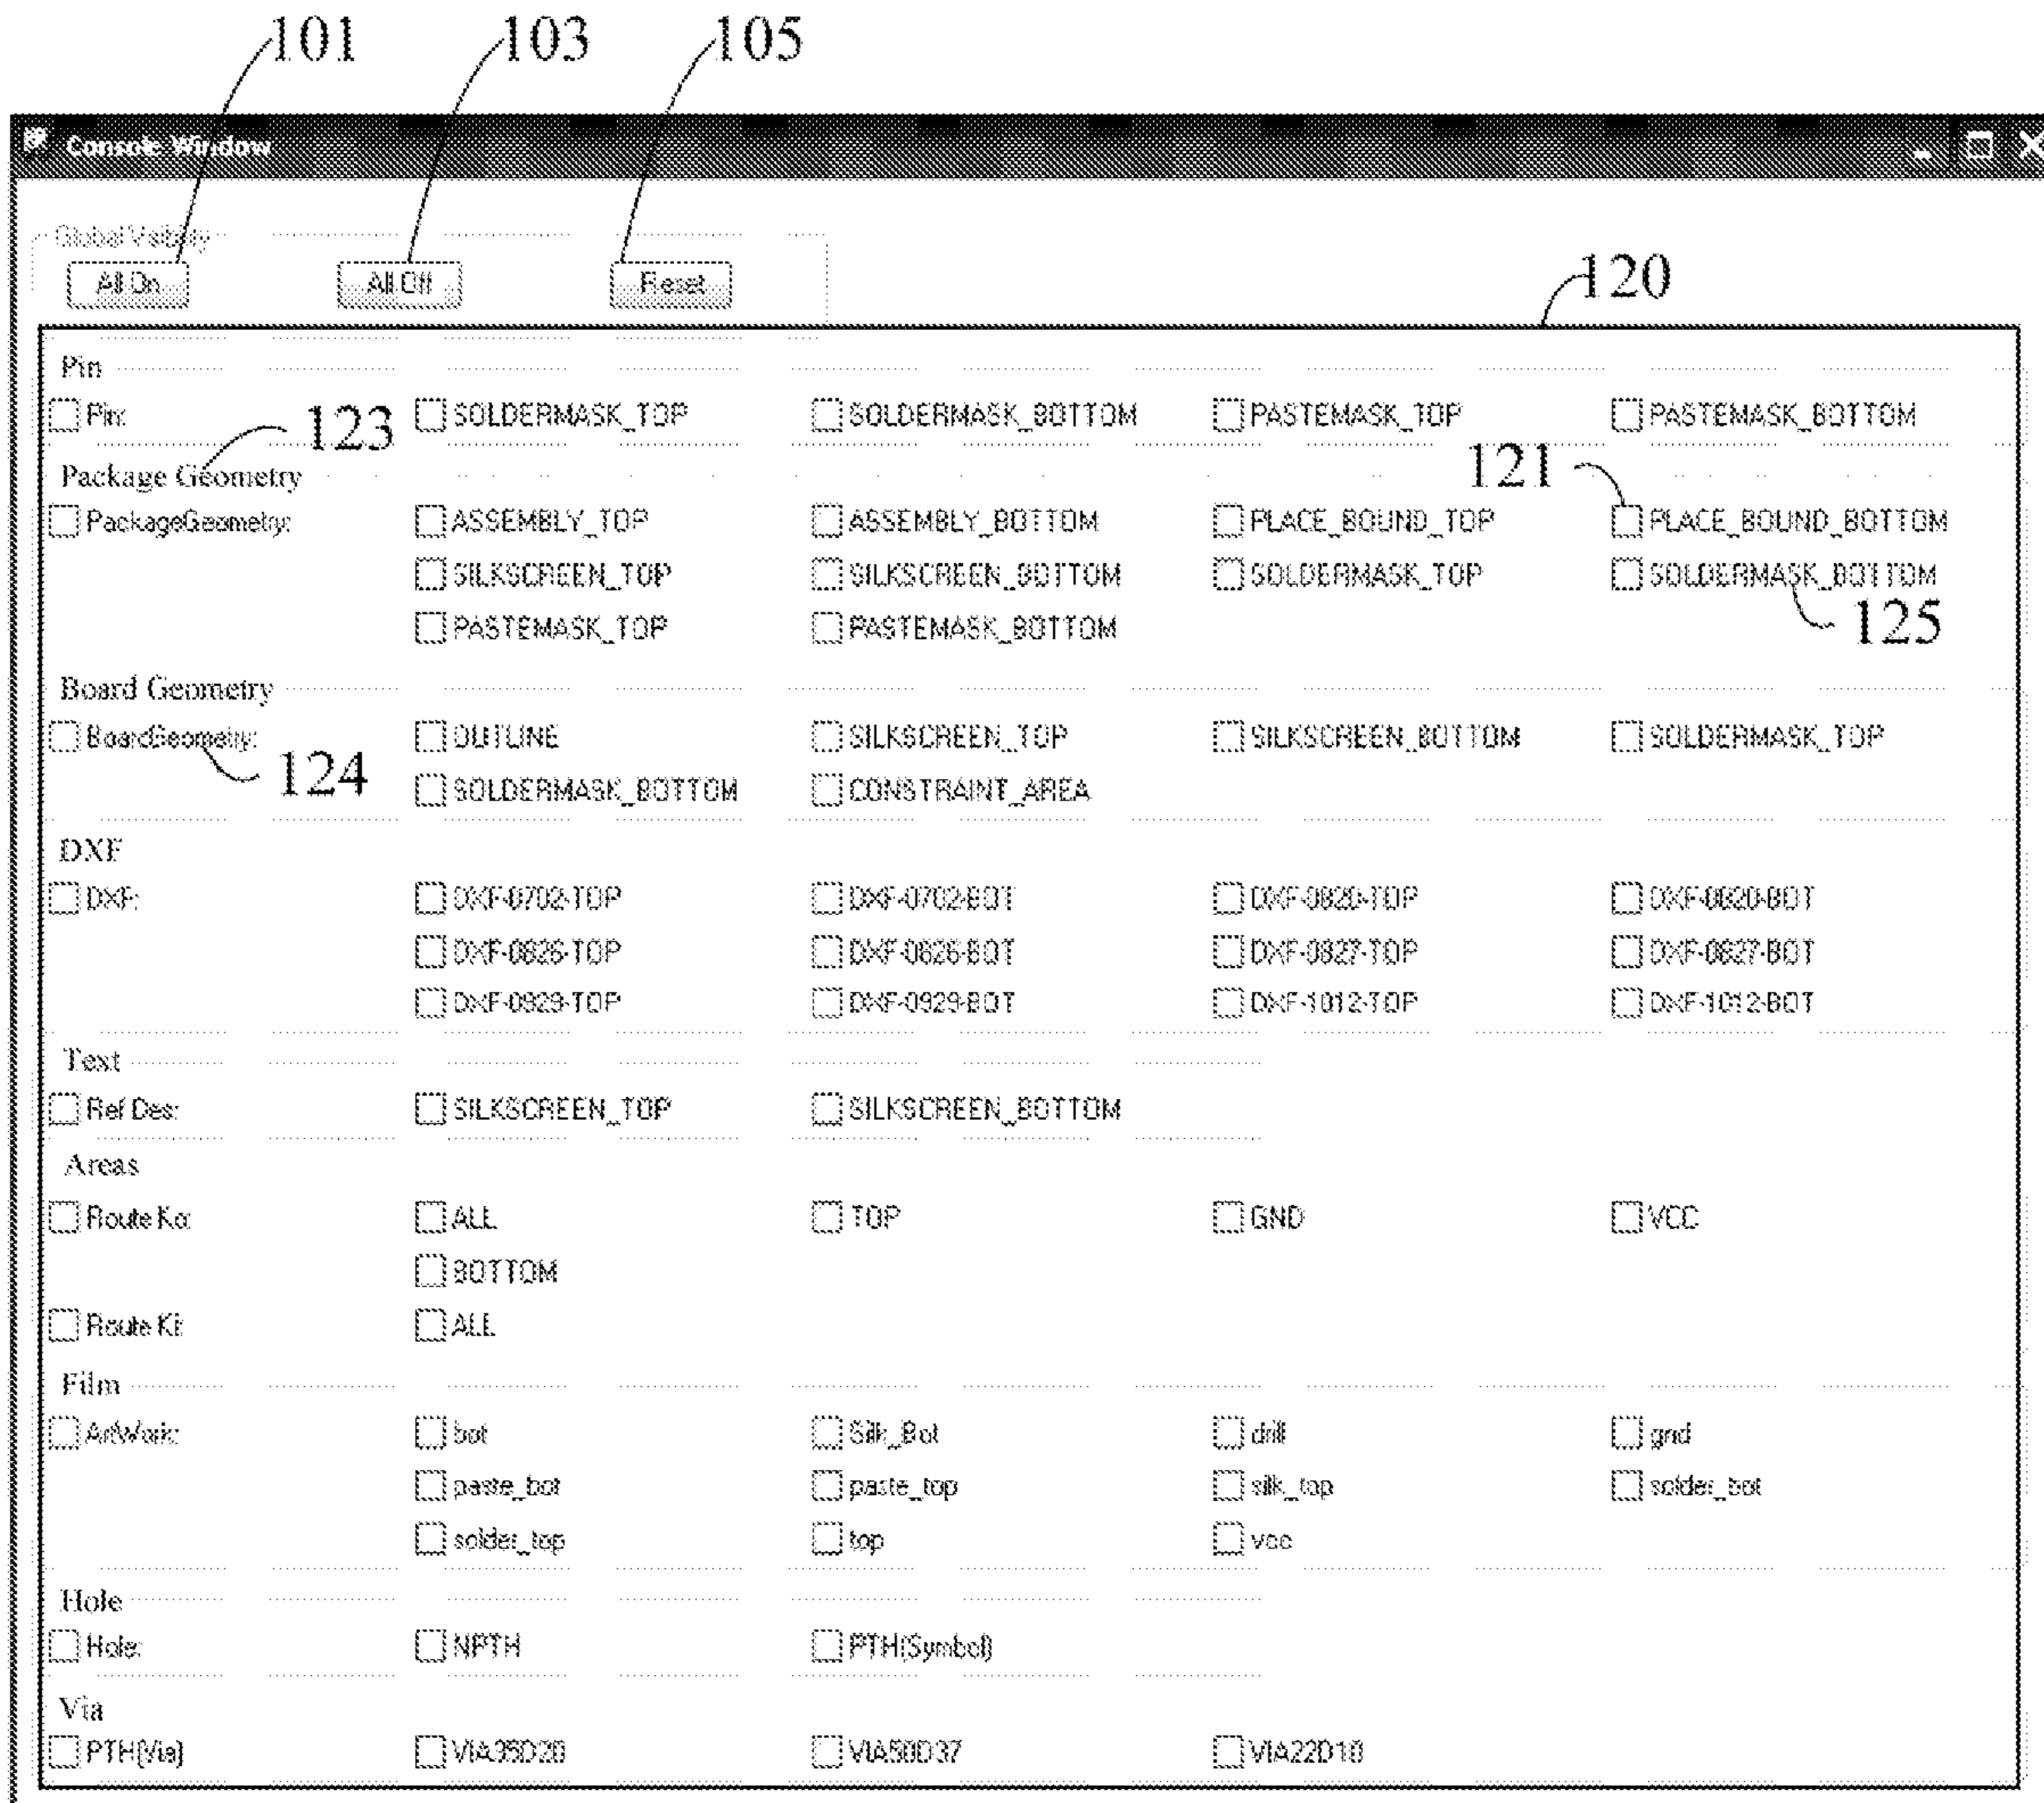 101 103 105
Console Window
Global Visibility
All On All Off Reset
120
Pin
Pin: SOLDERMASK_TOP SOLDERMASK_BOTTOM PASTEMASK_TOP PASTEMASK_BOTTOM
123
Package Geometry 121
PackageGeometry: ASSEMBLY_TOP ASSEMBLY_BOTTOM PLACE_BOUND_TOP PLACE_BOUND_BOTTOM
SILKSCREEN_TOP SILKSCREEN_BOTTOM SOLDERMASK_TOP SOLDERMASK_BOTTOM
PASTEMASK_TOP PASTEMASK_BOTTOM 125
Board Geometry
BoardGeometry: OUTLINE SILKSCREEN_TOP SILKSCREEN_BOTTOM SOLDERMASK_TOP
124 SOLDERMASK_BOTTOM CONSTRAINT_AREA
DXF
DXF: DXF-0702-TOP DXF-0702-BOT DXF-0820-TOP DXF-0820-BOT
DXF-0826-TOP DXF-0826-BOT DXF-0827-TOP DXF-0827-BOT
DXF-0929-TOP DXF-0929-BOT DXF-1012-TOP DXF-1012-BOT
Text
Ref Des: SILKSCREEN_TOP SILKSCREEN_BOTTOM
Areas
Route Ko: ALL TOP GND VCC
BOTTOM
Route Ki: ALL
Film
ArtWork: bot Silk_Bot drill gnd
paste_bot paste_top silk_top solder_bot
solder_top top vcc
Hole
Hole: NPTH PTH(Symbol)
Via
PTH(Via) VIA35D20 VIA50D37 VIA22D10